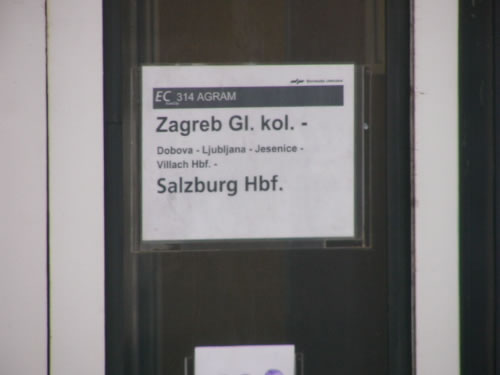 EC 314 AGRAM
Zagreb Gl. kol. -
Dobova - Ljubljana - Jesenice -
Villach Hbf. -
Salzburg Hbf.